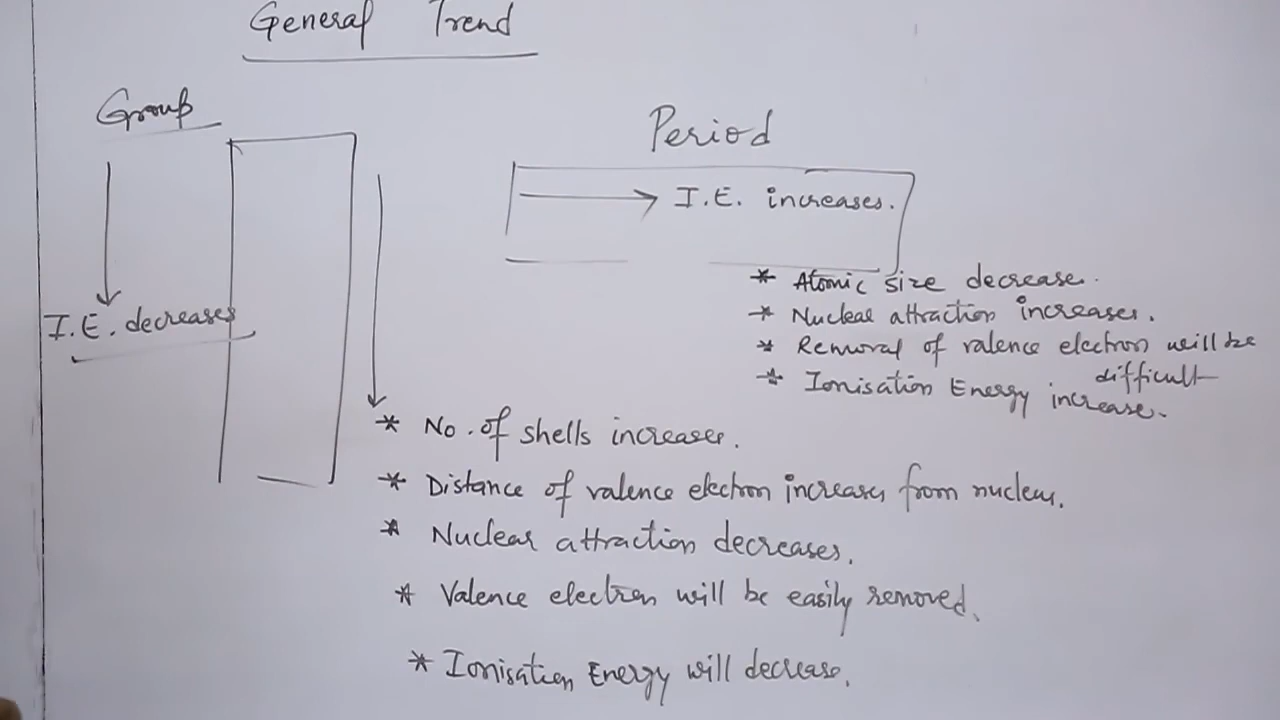 General Trend
Group
I.E. decreases
Period
I.E. increases.
* Atomic size decrease.
* Nuclear attraction increases.
* Removal of valence electron will be
difficult
* Ionisation Energy increase.
* No. of shells increases.
* Distance of valence electron increases from nucleus.
* Nuclear attraction decreases.
* Valence electron will be easily removed.
* Ionisation Energy will decrease.